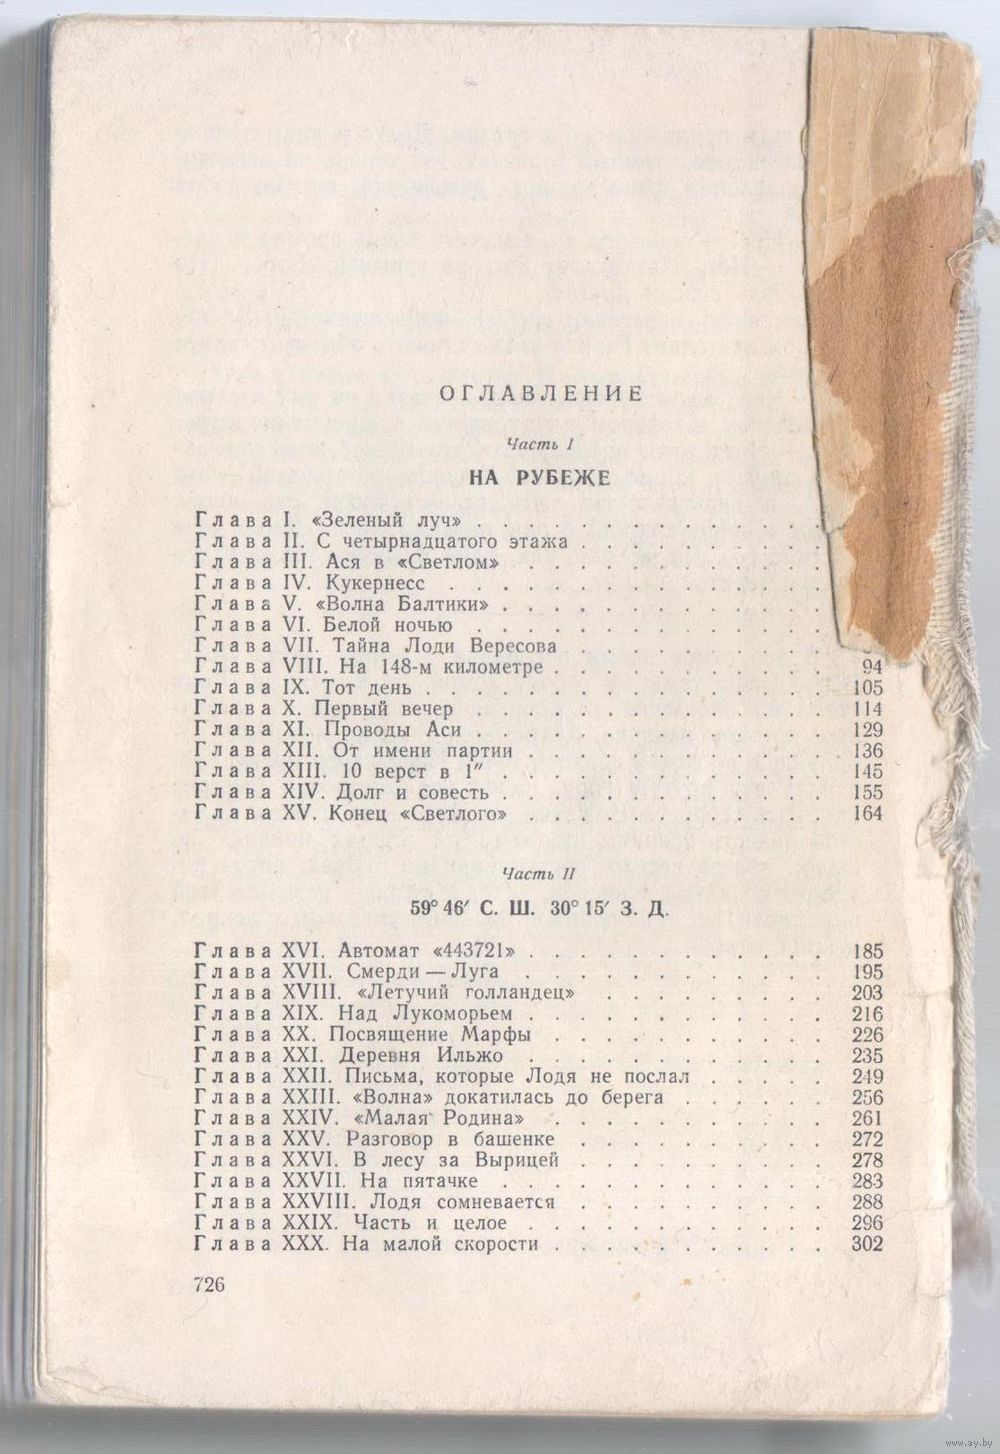 ОГЛАВЛЕНИЕ
Часть I
НА РУБЕЖЕ
Глава I. «Зеленый луч» . . . . . . . . . . . . . .
Глава II. С четырнадцатого этажа . . . . . . . . . .
Глава III. Ася в «Светлом» . . . . . . . . . . . .
Глава IV. Кукернесс . . . . . . . . . . . . . . .
Глава V. «Волна Балтики» . . . . . . . . . . . . .
Глава VI. Белой ночью . . . . . . . . . . . . . .
Глава VII. Тайна Лоди Вересова . . . . . . . . . .
Глава VIII. На 148-м километре . . . . . . . . . . . 94
Глава IX. Тот день . . . . . . . . . . . . . . . . 105
Глава X. Первый вечер . . . . . . . . . . . . . . 114
Глава XI. Проводы Аси . . . . . . . . . . . . . . 129
Глава XII. От имени партии . . . . . . . . . . . . 136
Глава XIII. 10 верст в 1″ . . . . . . . . . . . . . 145
Глава XIV. Долг и совесть . . . . . . . . . . . . . 155
Глава XV. Конец «Светлого» . . . . . . . . . . . . 164
Часть II
59° 46′ С. Ш. 30° 15′ З. Д.
Глава XVI. Автомат «443721» . . . . . . . . . . . . 185
Глава XVII. Смерди — Луга . . . . . . . . . . . . 195
Глава XVIII. «Летучий голландец» . . . . . . . . . 203
Глава XIX. Над Лукоморьем . . . . . . . . . . . . 216
Глава XX. Посвящение Марфы . . . . . . . . . . . 226
Глава XXI. Деревня Ильжо . . . . . . . . . . . . 235
Глава XXII. Письма, которые Лодя не послал . . . . . 249
Глава XXIII. «Волна» докатилась до берега . . . . . . 256
Глава XXIV. «Малая Родина» . . . . . . . . . . . 261
Глава XXV. Разговор в башенке . . . . . . . . . . 272
Глава XXVI. В лесу за Вырицей . . . . . . . . . . 278
Глава XXVII. На пятачке . . . . . . . . . . . . . 283
Глава XXVIII. Лодя сомневается . . . . . . . . . . 288
Глава XXIX. Часть и целое . . . . . . . . . . . . 296
Глава XXX. На малой скорости . . . . . . . . . . . 302
726
www.ay.by